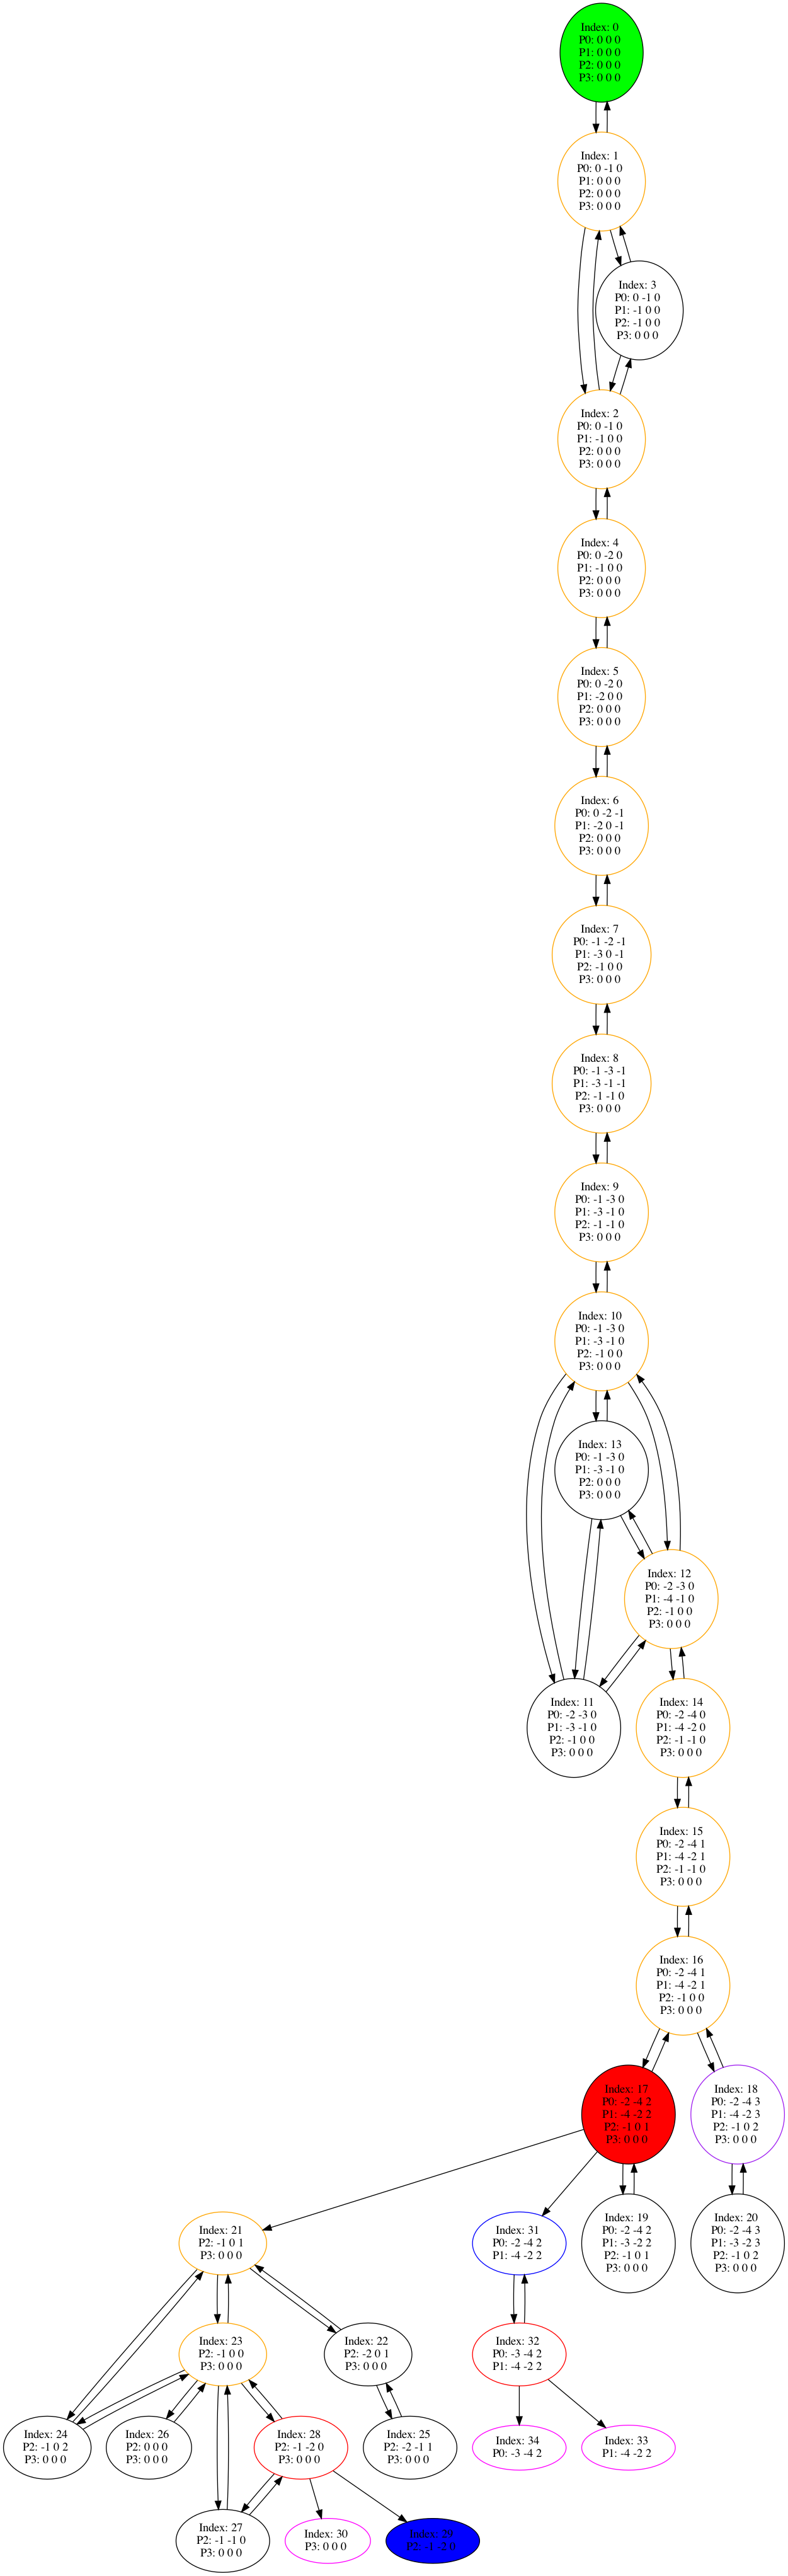 Index: 0
P0: 0 0 0
P1: 0 0 0
P2: 0 0 0
P3: 0 0 0
Index: 1
P0: 0 -1 0
P1: 0 0 0
P2: 0 0 0
P3: 0 0 0
Index: 3
P0: 0 -1 0
P1: -1 0 0
P2: -1 0 0
P3: 0 0 0
Index: 2
P0: 0 -1 0
P1: -1 0 0
P2: 0 0 0
P3: 0 0 0
Index: 4
P0: 0 -2 0
P1: -1 0 0
P2: 0 0 0
P3: 0 0 0
Index: 5
P0: 0 -2 0
P1: -2 0 0
P2: 0 0 0
P3: 0 0 0
Index: 6
P0: 0 -2 -1
P1: -2 0 -1
P2: 0 0 0
P3: 0 0 0
Index: 7
P0: -1 -2 -1
P1: -3 0 -1
P2: -1 0 0
P3: 0 0 0
Index: 8
P0: -1 -3 -1
P1: -3 -1 -1
P2: -1 -1 0
P3: 0 0 0
Index: 9
P0: -1 -3 0
P1: -3 -1 0
P2: -1 -1 0
P3: 0 0 0
Index: 10
P0: -1 -3 0
P1: -3 -1 0
P2: -1 0 0
P3: 0 0 0
Index: 13
P0: -1 -3 0
P1: -3 -1 0
P2: 0 0 0
P3: 0 0 0
Index: 12
P0: -2 -3 0
P1: -4 -1 0
P2: -1 0 0
P3: 0 0 0
Index: 11
P0: -2 -3 0
P1: -3 -1 0
P2: -1 0 0
P3: 0 0 0
Index: 14
P0: -2 -4 0
P1: -4 -2 0
P2: -1 -1 0
P3: 0 0 0
Index: 15
P0: -2 -4 1
P1: -4 -2 1
P2: -1 -1 0
P3: 0 0 0
Index: 16
P0: -2 -4 1
P1: -4 -2 1
P2: -1 0 0
P3: 0 0 0
Index: 17
P0: -2 -4 2
P1: -4 -2 2
P2: -1 0 1
P3: 0 0 0
Index: 18
P0: -2 -4 3
P1: -4 -2 3
P2: -1 0 2
P3: 0 0 0
Index: 21
P2: -1 0 1
P3: 0 0 0
Index: 31
P0: -2 -4 2
P1: -4 -2 2
Index: 19
P0: -2 -4 2
P1: -3 -2 2
P2: -1 0 1
P3: 0 0 0
Index: 20
P0: -2 -4 3
P1: -3 -2 3
P2: -1 0 2
P3: 0 0 0
Index: 23
P2: -1 0 0
P3: 0 0 0
Index: 22
P2: -2 0 1
P3: 0 0 0
Index: 32
P0: -3 -4 2
P1: -4 -2 2
Index: 24
P2: -1 0 2
P3: 0 0 0
Index: 26
P2: 0 0 0
P3: 0 0 0
Index: 28
P2: -1 -2 0
P3: 0 0 0
Index: 25
P2: -2 -1 1
P3: 0 0 0
Index: 34
P0: -3 -4 2
Index: 33
P1: -4 -2 2
Index: 27
P2: -1 -1 0
P3: 0 0 0
Index: 30
P3: 0 0 0
Index: 29
P2: -1 -2 0